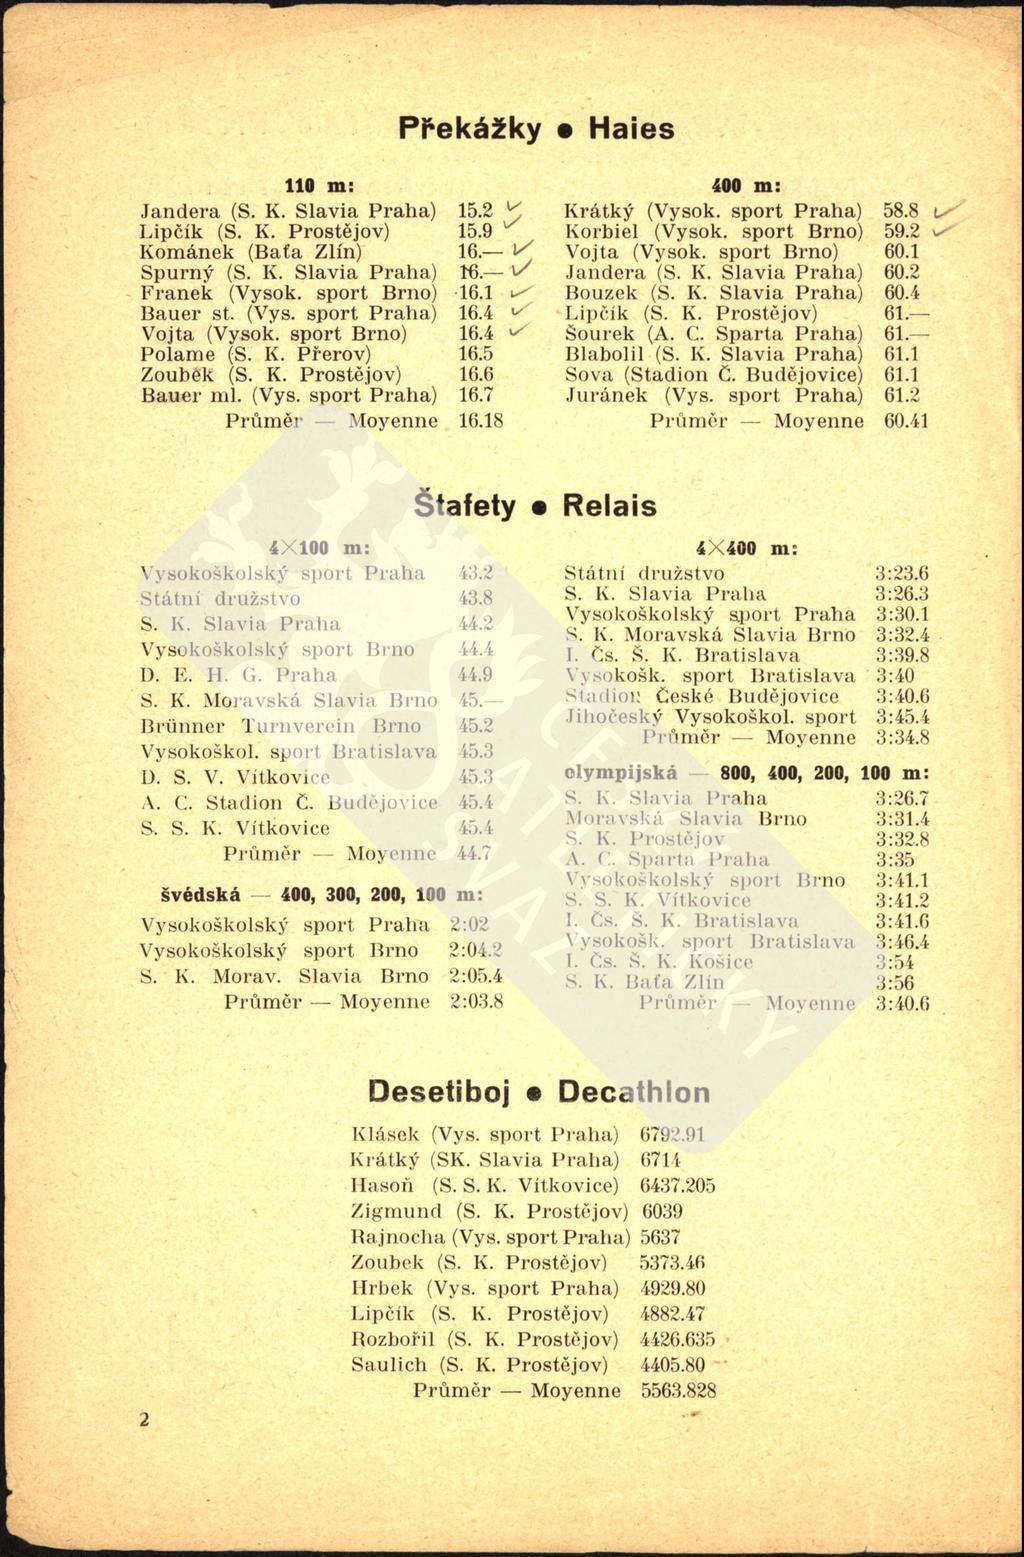 Překážky • Haies
110 m:
Jandera (S. K. Slavia Praha) 15.2
Lipčík (S. K. Prostějov) 15.9
Kománek (Baťa Zlín) 16.—
Spurný (S. K. Slavia Praha) 16.—
Franek (Vysok. sport Brno) 16.1
Bauer st. (Vys. sport Praha) 16.4
Vojta (Vysok. sport Brno) 16.4
Polame (S. K. Přerov) 16.5
Zoubek (S. K. Prostějov) 16.6
Bauer ml. (Vys. sport Praha) 16.7
Průměr — Moyenne 16.18
400 m:
Krátký (Vysok. sport Praha) 58.8
Korbiel (Vysok. sport Brno) 59.2
Vojta (Vysok. sport Brno) 60.1
Jandera (S. K. Slavia Praha) 60.2
Bouzek (S. K. Slavia Praha) 60.4
Lipčík (S. K. Prostějov) 61.—
Šourek (A. C. Sparta Praha) 61.—
Blabolil (S. K. Slavia Praha) 61.1
Sova (Stadion Č. Budějovice) 61.1
Juránek (Vys. sport Praha) 61.2
Průměr — Moyenne 60.41
Štafety • Relais
4×100 m:
Vysokoškolský sport Praha 43.2
Státní družstvo 43.8
S. K. Slavia Praha 44.2
Vysokoškolský sport Brno 44.4
D. E. H. G. Praha 44.9
S. K. Moravská Slavia Brno 45.—
Brünner Turnverein Brno 45.2
Vysokoškol. sport Bratislava 45.3
D. S. V. Vítkovice 45.3
A. C. Stadion Č. Budějovice 45.4
S. S. K. Vítkovice 45.4
Průměr — Moyenne 44.7
švédská — 400, 300, 200, 100 m:
Vysokoškolský sport Praha 2:02
Vysokoškolský sport Brno 2:04.2
S. K. Morav. Slavia Brno 2:05.4
Průměr — Moyenne 2:03.8
4×400 m:
Státní družstvo 3:23.6
S. K. Slavia Praha 3:26.3
Vysokoškolský sport Praha 3:30.1
S. K. Moravská Slavia Brno 3:32.4
I. Čs. Š. K. Bratislava 3:39.8
Vysokošk. sport Bratislava 3:40
Stadion České Budějovice 3:40.6
Jihočeský Vysokoškol. sport 3:45.4
Průměr — Moyenne 3:34.8
olympijská — 800, 400, 200, 100 m:
S. K. Slavia Praha 3:26.7
Moravská Slavia Brno 3:31.4
S. K. Prostějov 3:32.8
A. C. Sparta Praha 3:35
Vysokoškolský sport Brno 3:41.1
S. S. K. Vítkovice 3:41.2
I. Čs. Š. K. Bratislava 3:41.6
Vysokošk. sport Bratislava 3:46.4
I. Čs. Š. K. Košice 3:54
S. K. Baťa Zlín 3:56
Průměr — Moyenne 3:40.6
Desetiboj • Decathlon
Klásek (Vys. sport Praha) 6792.91
Krátký (SK. Slavia Praha) 6714
Hasoň (S. S. K. Vítkovice) 6437.205
Zigmund (S. K. Prostějov) 6039
Rajnocha (Vys. sport Praha) 5637
Zoubek (S. K. Prostějov) 5373.46
Hrbek (Vys. sport Praha) 4929.80
Lipčík (S. K. Prostějov) 4882.47
Rozbořil (S. K. Prostějov) 4426.635
Saulich (S. K. Prostějov) 4405.80
Průměr — Moyenne 5563.828
2